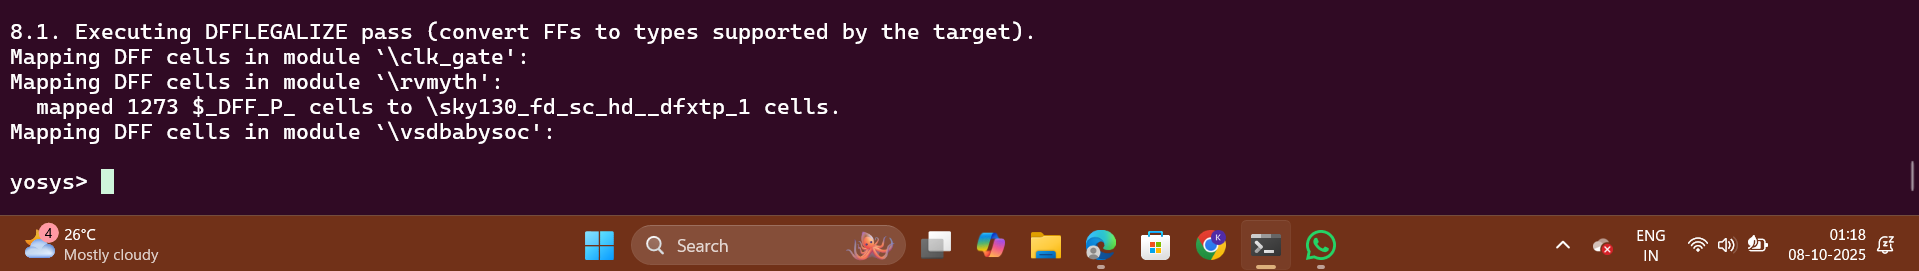 8.1. Executing DFFLEGALIZE pass (convert FFs to types supported by the target).
Mapping DFF cells in module `\clk_gate':
Mapping DFF cells in module `\rvmyth':
  mapped 1273 $_DFF_P_ cells to \sky130_fd_sc_hd__dfxtp_1 cells.
Mapping DFF cells in module `\vsdbabysoc':
yosys>
4
26°C
Mostly cloudy
Search
K
ENG
IN
01:18
08-10-2025